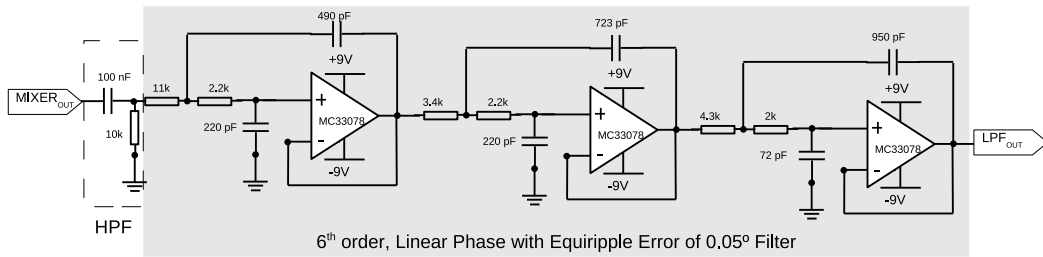 490 pF
723 pF
950 pF
+9V
+9V
+9V
100 nF
MIXER_OUT
11k
2.2k
3.4k
2.2k
4.3k
2k
10k
220 pF
MC33078
220 pF
MC33078
72 pF
MC33078
LPF_OUT
+
-
+
-
+
-
-9V
-9V
-9V
HPF
6th order, Linear Phase with Equiripple Error of 0.05º Filter